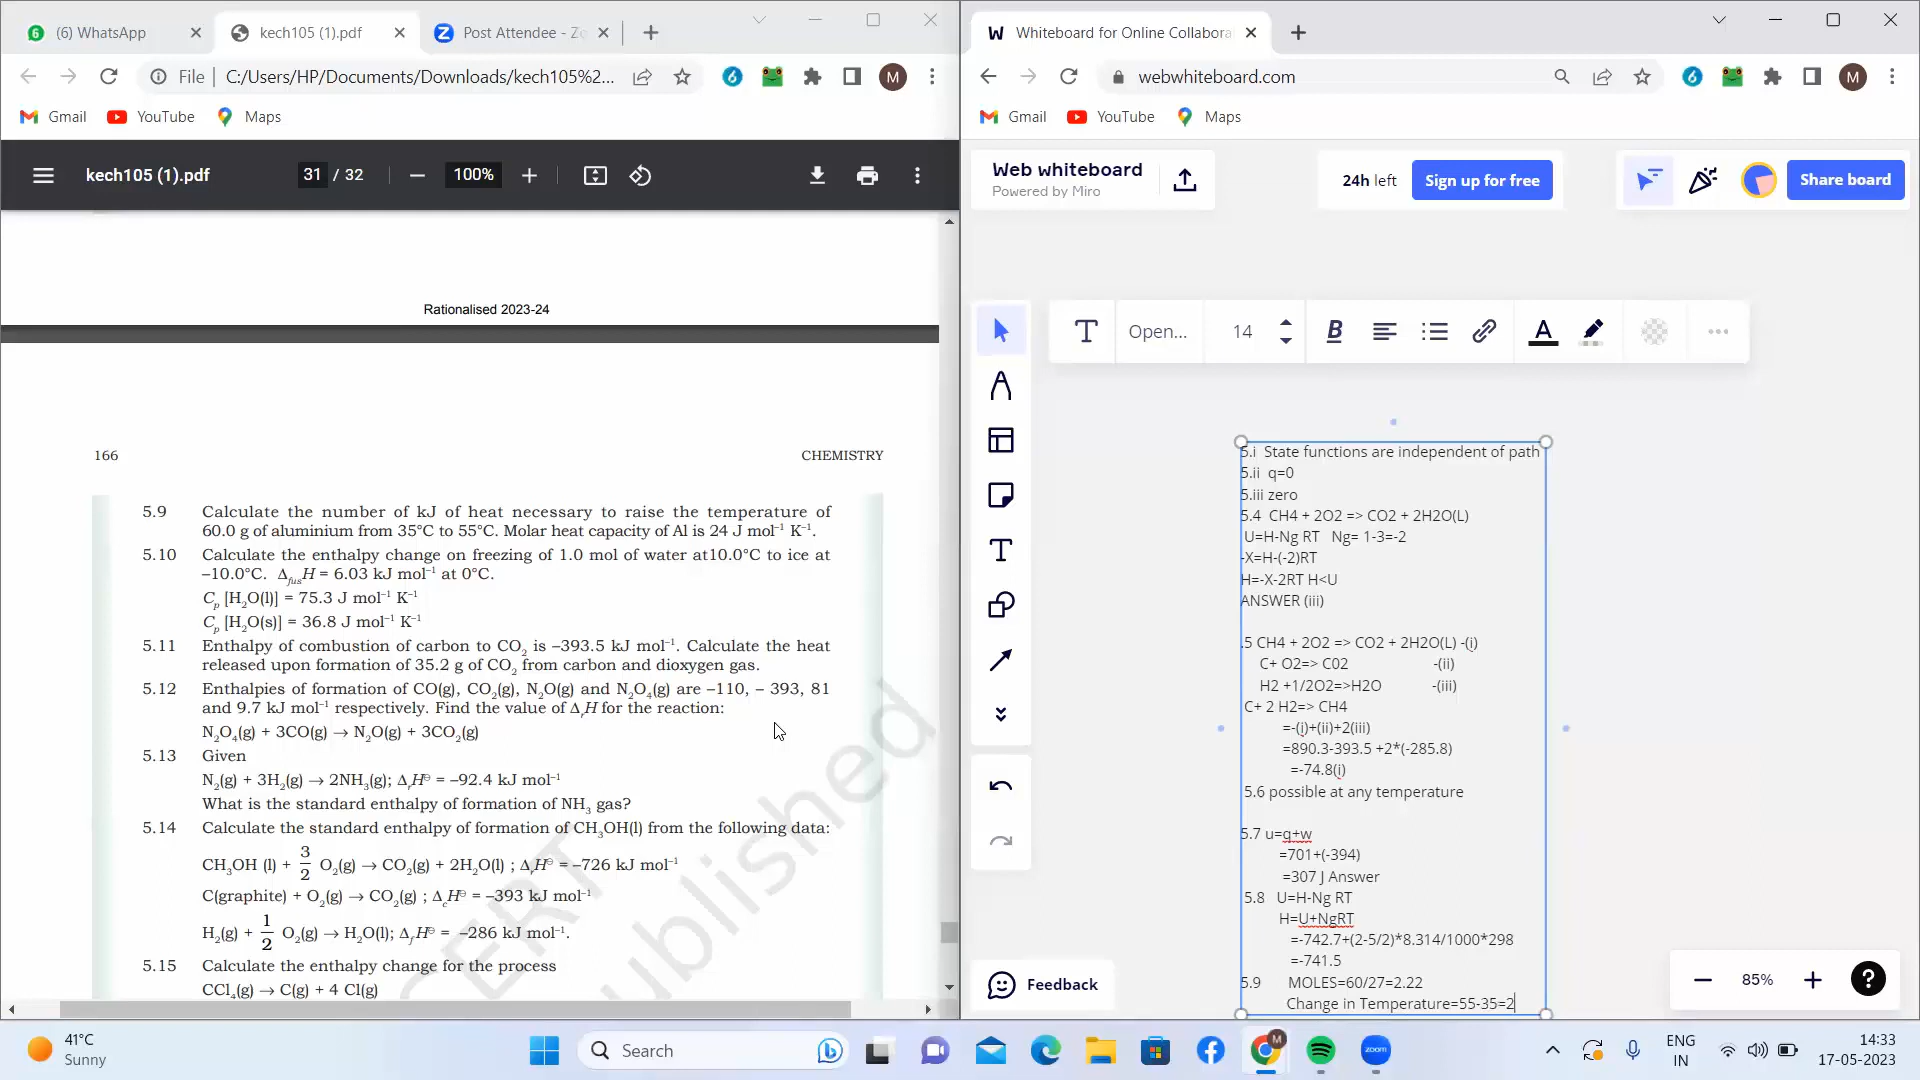 (6) WhatsApp
kech105 (1).pdf
Post Attendee - Zo
File
C:/Users/HP/Documents/Downloads/kech105%2...
Gmail
YouTube
Maps
kech105 (1).pdf
31 / 32
100%
Rationalised 2023-24
166 CHEMISTRY
5.9 Calculate the number of kJ of heat necessary to raise the temperature of
60.0 g of aluminium from 35°C to 55°C. Molar heat capacity of Al is 24 J mol⁻¹ K⁻¹.
5.10 Calculate the enthalpy change on freezing of 1.0 mol of water at10.0°C to ice at
–10.0°C. ΔfusH = 6.03 kJ mol⁻¹ at 0°C.
Cp [H₂O(l)] = 75.3 J mol⁻¹ K⁻¹
Cp [H₂O(s)] = 36.8 J mol⁻¹ K⁻¹
5.11 Enthalpy of combustion of carbon to CO₂ is –393.5 kJ mol⁻¹. Calculate the heat
released upon formation of 35.2 g of CO₂ from carbon and dioxygen gas.
5.12 Enthalpies of formation of CO(g), CO₂(g), N₂O(g) and N₂O₄(g) are –110, – 393, 81
and 9.7 kJ mol⁻¹ respectively. Find the value of ΔrH for the reaction:
N₂O₄(g) + 3CO(g) → N₂O(g) + 3CO₂(g)
5.13 Given
N₂(g) + 3H₂(g) → 2NH₃(g); ΔrH⊖ = –92.4 kJ mol⁻¹
What is the standard enthalpy of formation of NH₃ gas?
5.14 Calculate the standard enthalpy of formation of CH₃OH(l) from the following data:
CH₃OH (l) + 3/2 O₂(g) → CO₂(g) + 2H₂O(l) ; ΔrH⊖ = –726 kJ mol⁻¹
C(graphite) + O₂(g) → CO₂(g) ; ΔcH⊖ = –393 kJ mol⁻¹
H₂(g) + 1/2 O₂(g) → H₂O(l); ΔfH⊖ = –286 kJ mol⁻¹.
5.15 Calculate the enthalpy change for the process
CCl₄(g) → C(g) + 4 Cl(g)
Whiteboard for Online Collabora
webwhiteboard.com
M
Gmail
YouTube
Maps
Web whiteboard
Powered by Miro
24h left
Sign up for free
Share board
Open...
14
B
A
5.i State functions are independent of path
5.ii q=0
5.iii zero
5.4 CH4 + 2O2 => CO2 + 2H2O(L)
U=H-Ng RT Ng= 1-3=-2
-X=H-(-2)RT
H=-X-2RT H<U
ANSWER (iii)
.5 CH4 + 2O2 => CO2 + 2H2O(L) -(i)
C+ O2=> C02 -(ii)
H2 +1/2O2=>H2O -(iii)
C+ 2 H2=> CH4
=-(i)+(ii)+2(iii)
=890.3-393.5 +2*(-285.8)
=-74.8(i)
5.6 possible at any temperature
5.7 u=q+w
=701+(-394)
=307 J Answer
5.8 U=H-Ng RT
H=U+NgRT
=-742.7+(2-5/2)*8.314/1000*298
=-741.5
5.9 MOLES=60/27=2.22
Change in Temperature=55-35=2
Feedback
85%
41°C
Sunny
Search
zoom
ENG
IN
14:33
17-05-2023